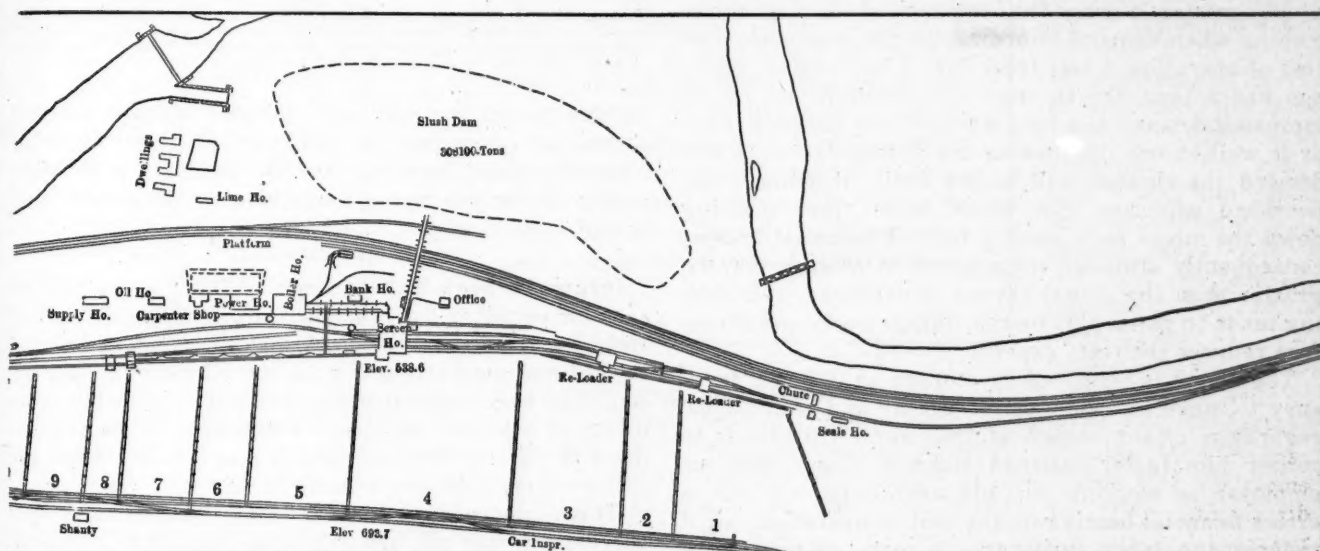 Slush Dam
308100-Tons
Dwellings
Lime Ho.
Platform
Boiler Ho.
Bank Ho.
Office
Oil Ho.
Power Ho.
Supply Ho.
Carpenter Shop
Screen
Ho.
Elev. 538.6
Re-Loader
Re-Loader
Chute
Scale Ho.
9 8 7 6 5 4 3 2 1
Shanty
Elev 692.7
Car Inspr.